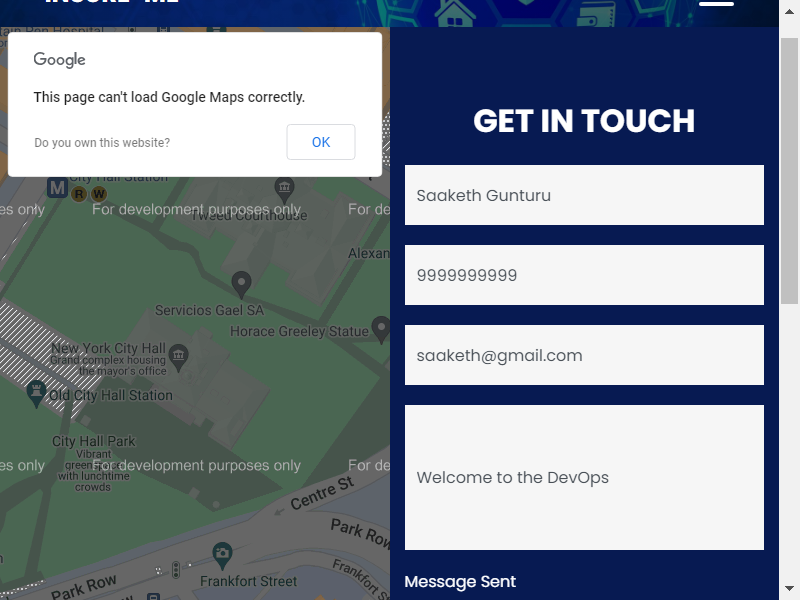 Google
This page can't load Google Maps correctly.
Do you own this website?
OK
City Hall Station
M
R W
es only
For development purposes only
For de
Tweed Courthouse
Alexan
Servicios Gael SA
Horace Greeley Statue
New York City Hall
Grand complex housing
the mayor's office
Old City Hall Station
City Hall Park
Vibrant
greenspace
with lunchtime
crowds
es only
For development purposes only
For de
Centre St
Park Row
Park Row
Frankfort St
Frankfort Street
GET IN TOUCH
Saaketh Gunturu
9999999999
saaketh@gmail.com
Welcome to the DevOps
Message Sent